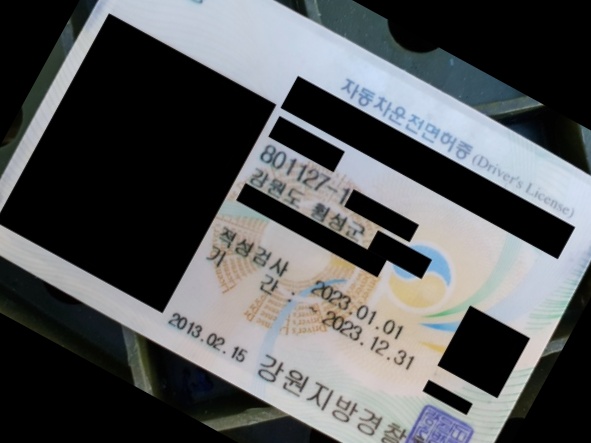 자동차운전면허증 (Driver's License)
801127-1
강원도 횡성군
적성검사
기 간 : 2023.01.01
~ 2023.12.31
2013.02.15
강원지방경찰